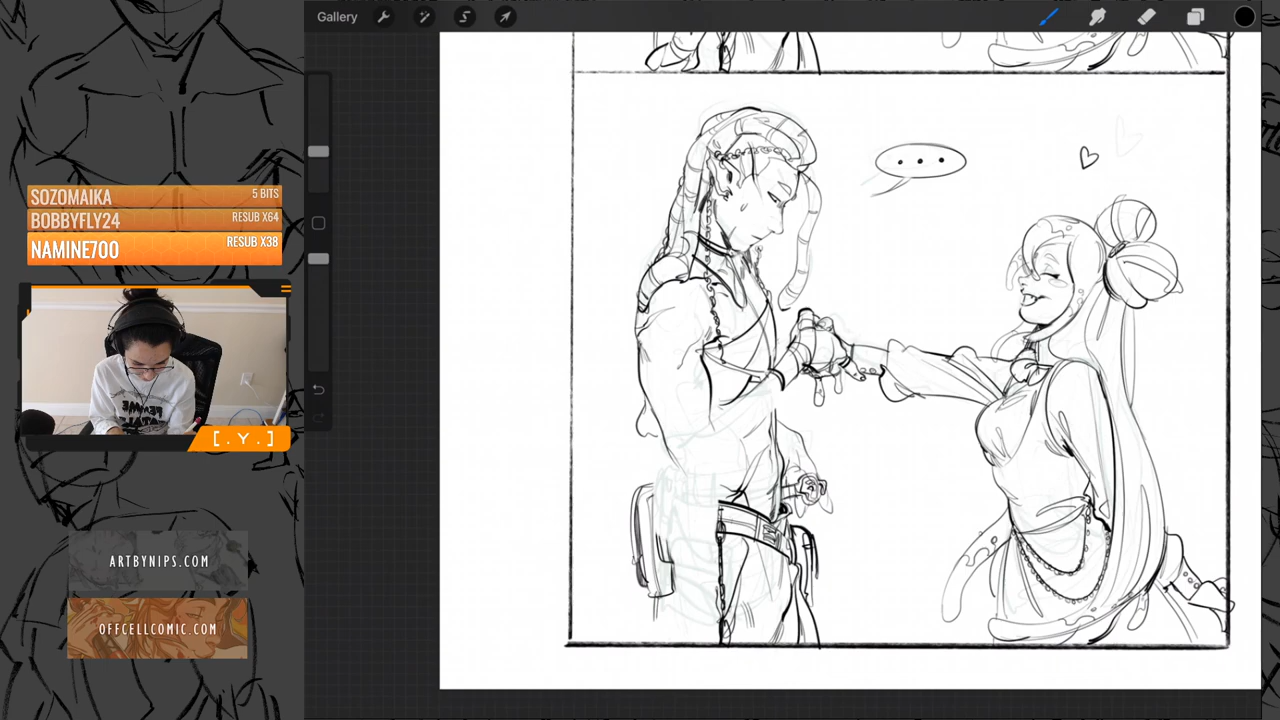 Gallery
SOZOMAIKA 5 BITS
BOBBYFLY24 RESUB X64
NAMINE700 RESUB X38
[.Y.]
ARTBYNIPS.COM
OFFCELLCOMIC.COM
...